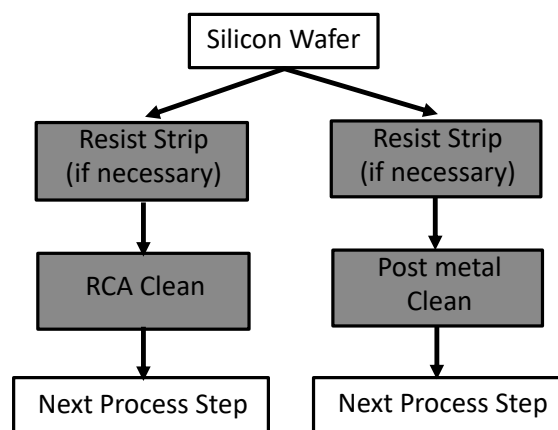 Silicon Wafer
Resist Strip
(if necessary)
Resist Strip
(if necessary)
RCA Clean
Post metal
Clean
Next Process Step
Next Process Step